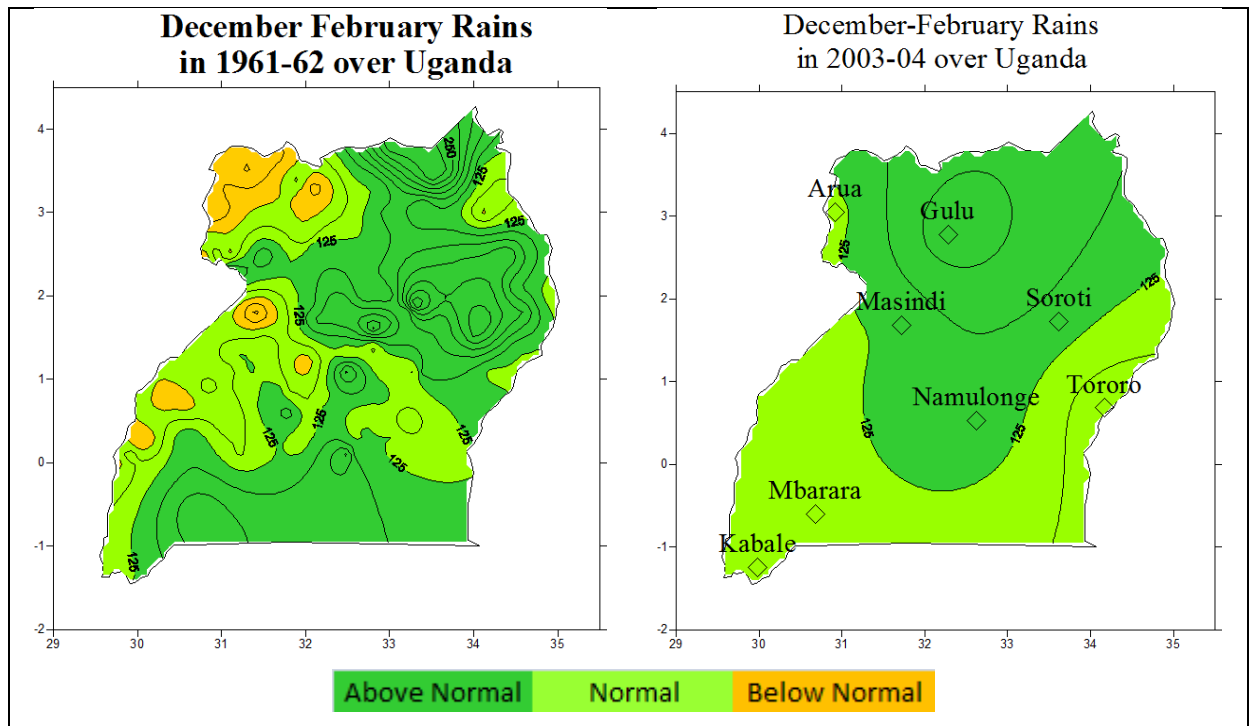 December February Rains
in 1961-62 over Uganda
4
3
2
1
0
-1
-2
29
30
31
32
33
34
35
250
125
125
125
125
125
125
125
125
125
December-February Rains
in 2003-04 over Uganda
4
3
2
1
0
-1
-2
29
30
31
32
33
34
35
Arua
Gulu
125
Masindi
Soroti
125
Namulonge
Tororo
125
125
Mbarara
Kabale
Above Normal
Normal
Below Normal